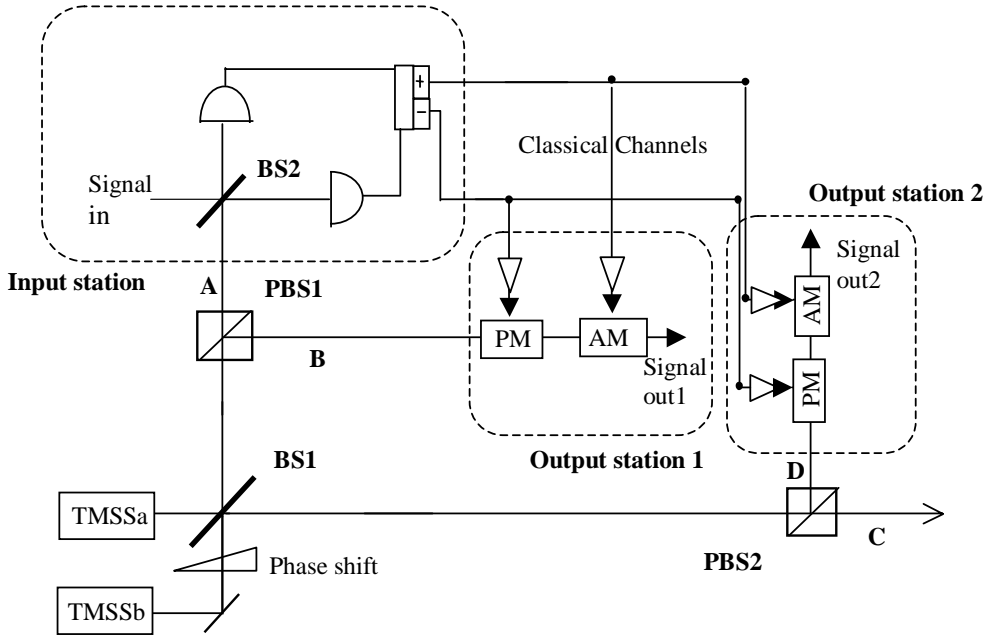 +
−
BS2
Classical Channels
Signal
in
Output station 2
Signal
out2
Input station
A
PBS1
AM
PM
AM
B
Signal
out1
PM
BS1
Output station 1
D
TMSSa
C
PBS2
Phase shift
TMSSb